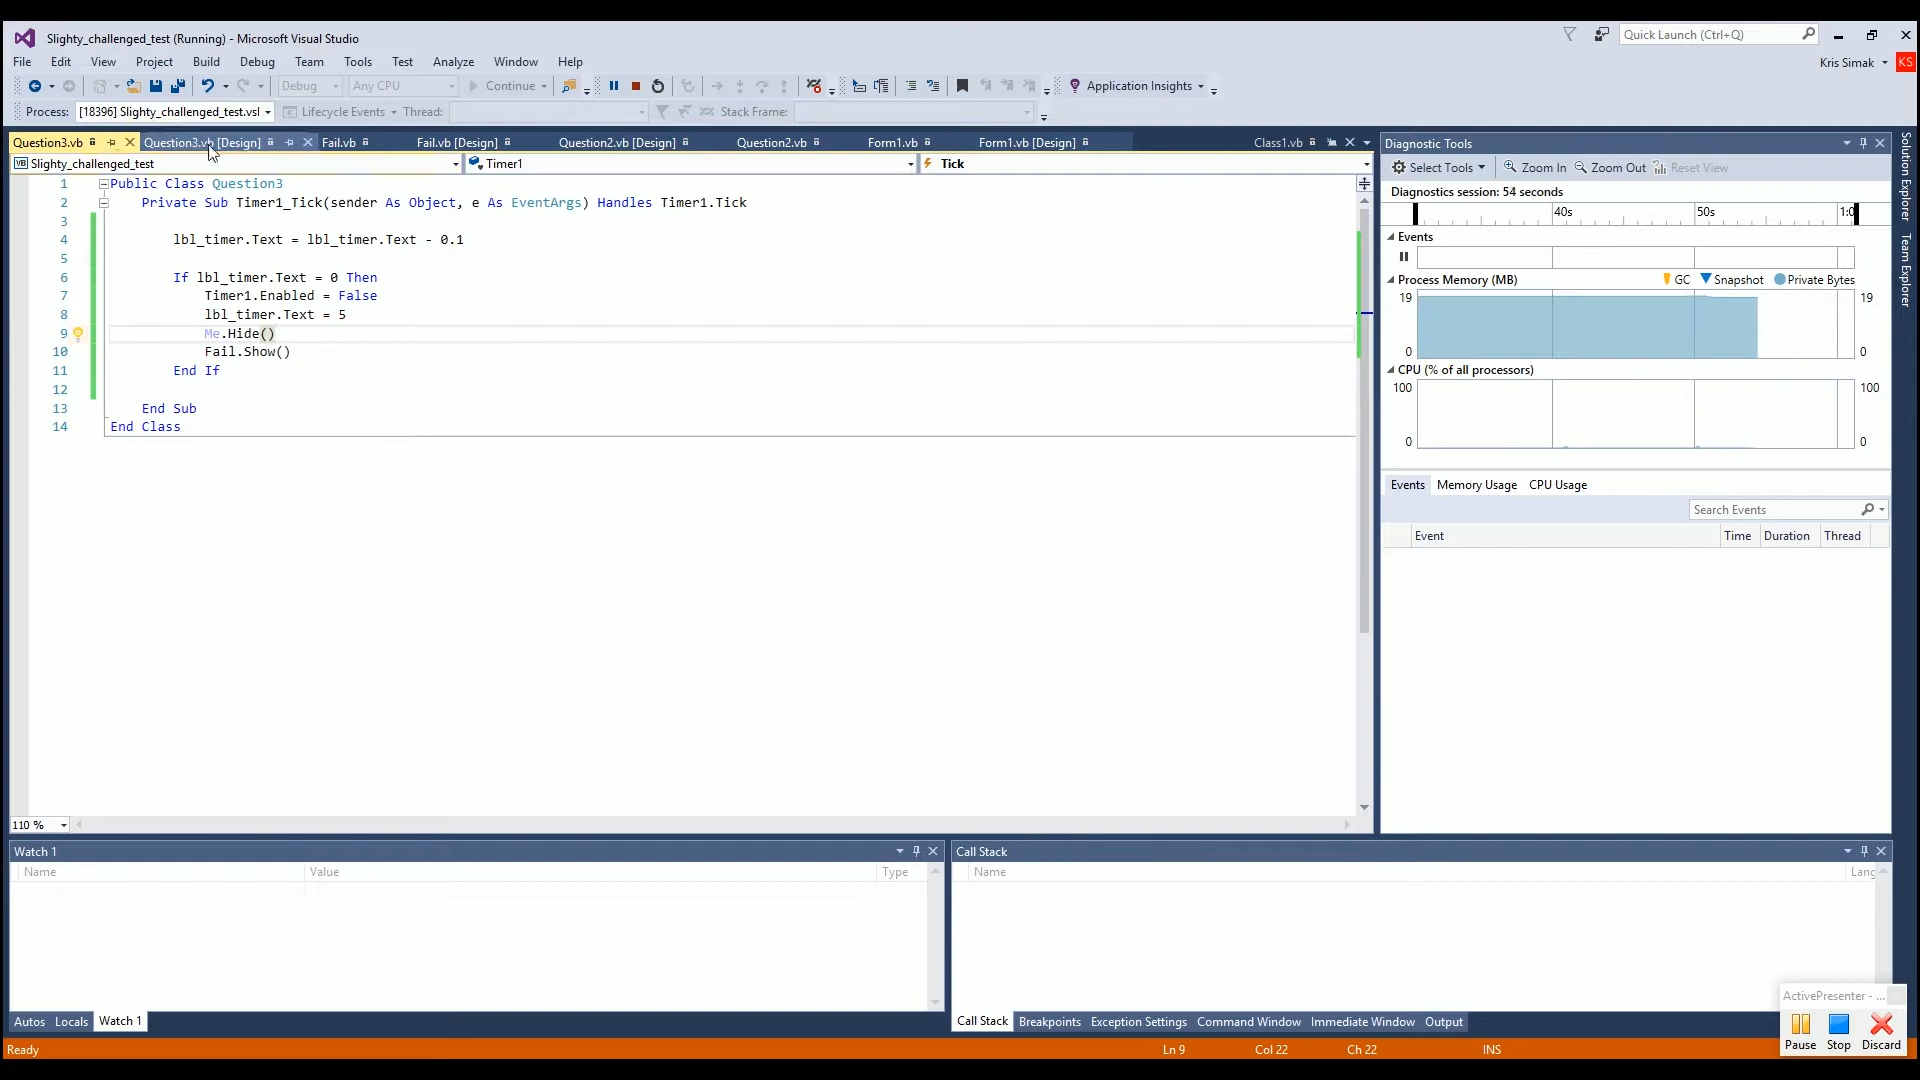 Slighty_challenged_test (Running) - Microsoft Visual Studio
Quick Launch (Ctrl+Q)
File Edit View Project Build Debug Team Tools Test Analyze Window Help
Kris Simak KS
Debug Any CPU Continue Application Insights
Process: [18396] Slighty_challenged_test.vsl Lifecycle Events Thread: Stack Frame:
Question3.vb Question3.vb [Design] Fail.vb Fail.vb [Design] Question2.vb [Design] Question2.vb Form1.vb Form1.vb [Design] Class1.vb
VB Slighty_challenged_test Timer1 Tick
1 Public Class Question3
2 Private Sub Timer1_Tick(sender As Object, e As EventArgs) Handles Timer1.Tick
3
4 lbl_timer.Text = lbl_timer.Text - 0.1
5
6 If lbl_timer.Text = 0 Then
7 Timer1.Enabled = False
8 lbl_timer.Text = 5
9 Me.Hide()
10 Fail.Show()
11 End If
12
13 End Sub
14 End Class
110 %
Diagnostic Tools
Select Tools Zoom In Zoom Out Reset View
Diagnostics session: 54 seconds
40s 50s 1:0
Events
Process Memory (MB) GC Snapshot Private Bytes
19 19
0 0
CPU (% of all processors)
100 100
0 0
Events Memory Usage CPU Usage
Search Events
Event Time Duration Thread
Solution Explorer
Team Explorer
Watch 1
Name Value Type
Autos Locals Watch 1
Call Stack
Name Lang
Call Stack Breakpoints Exception Settings Command Window Immediate Window Output
ActivePresenter - ...
Pause Stop Discard
Ready Ln 9 Col 22 Ch 22 INS